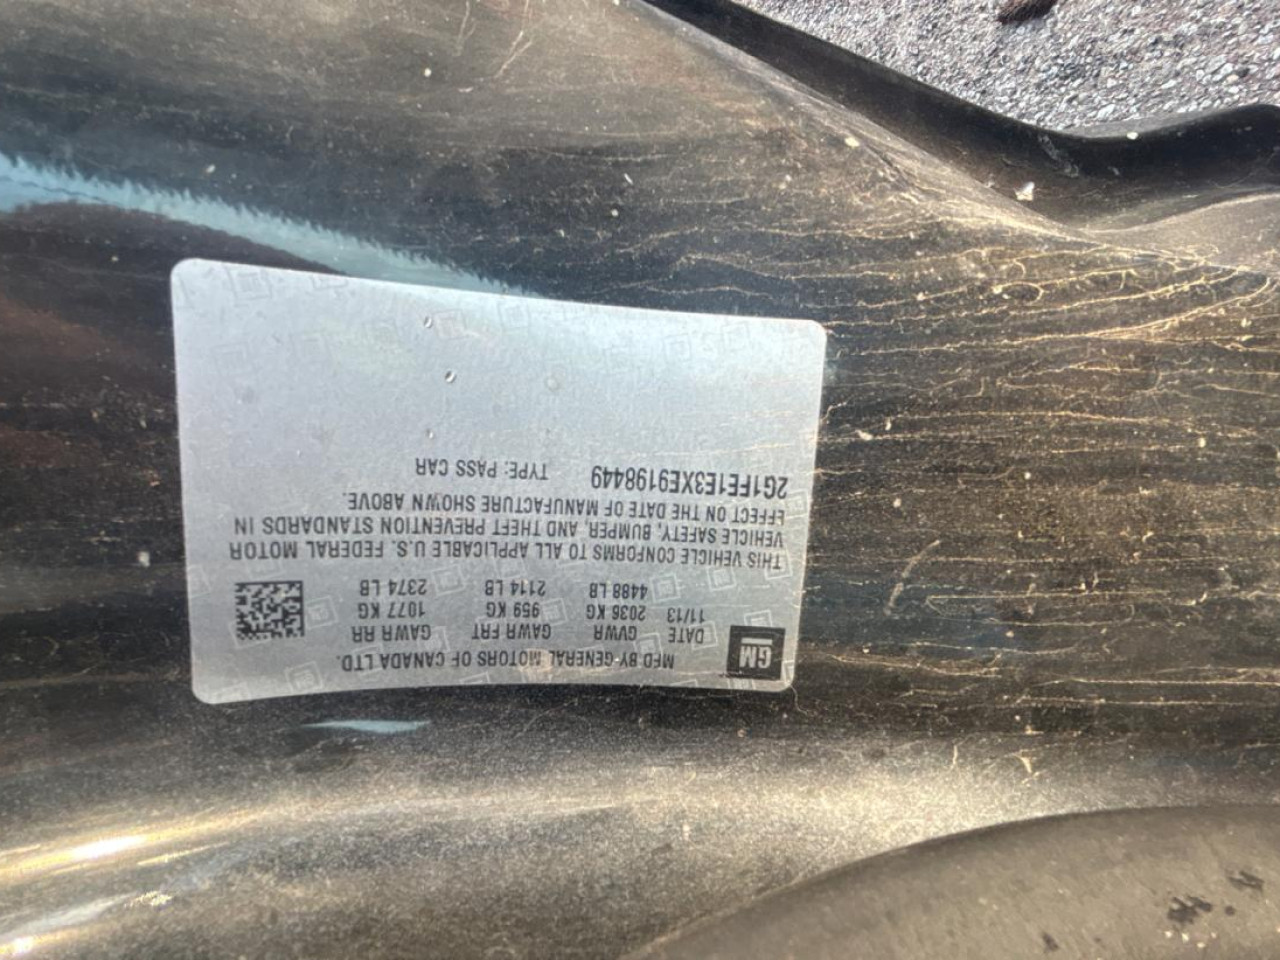 GM
MFD BY-GENERAL MOTORS OF CANADA LTD.
DATE GVWR GAWR FRT GAWR RR
11/13 2036 KG 959 KG 1077 KG
4488 LB 2114 LB 2374 LB
THIS VEHICLE CONFORMS TO ALL APPLICABLE U.S. FEDERAL MOTOR
VEHICLE SAFETY, BUMPER, AND THEFT PREVENTION STANDARDS IN
EFFECT ON THE DATE OF MANUFACTURE SHOWN ABOVE.
2G1FE1E3XE9198449 TYPE: PASS CAR